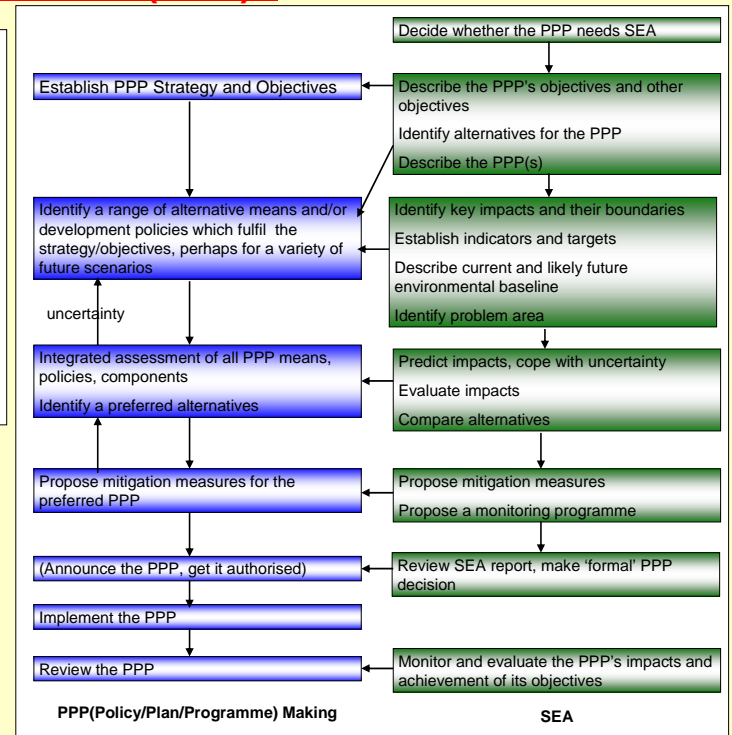 Decide whether the PPP needs SEA
Establish PPP Strategy and Objectives
Describe the PPP's objectives and other
objectives
Identify alternatives for the PPP
Describe the PPP(s)
Identify a range of alternative means and/or
development policies which fulfil the
strategy/objectives, perhaps for a variety of
future scenarios
Identify key impacts and their boundaries
Establish indicators and targets
Describe current and likely future
environmental baseline
Identify problem area
uncertainty
Integrated assessment of all PPP means,
policies, components
Identify a preferred alternatives
Predict impacts, cope with uncertainty
Evaluate impacts
Compare alternatives
Propose mitigation measures for the
preferred PPP
Propose mitigation measures
Propose a monitoring programme
(Announce the PPP, get it authorised)
Review SEA report, make 'formal' PPP
decision
Implement the PPP
Review the PPP
Monitor and evaluate the PPP's impacts and
achievement of its objectives
PPP(Policy/Plan/Programme) Making
SEA